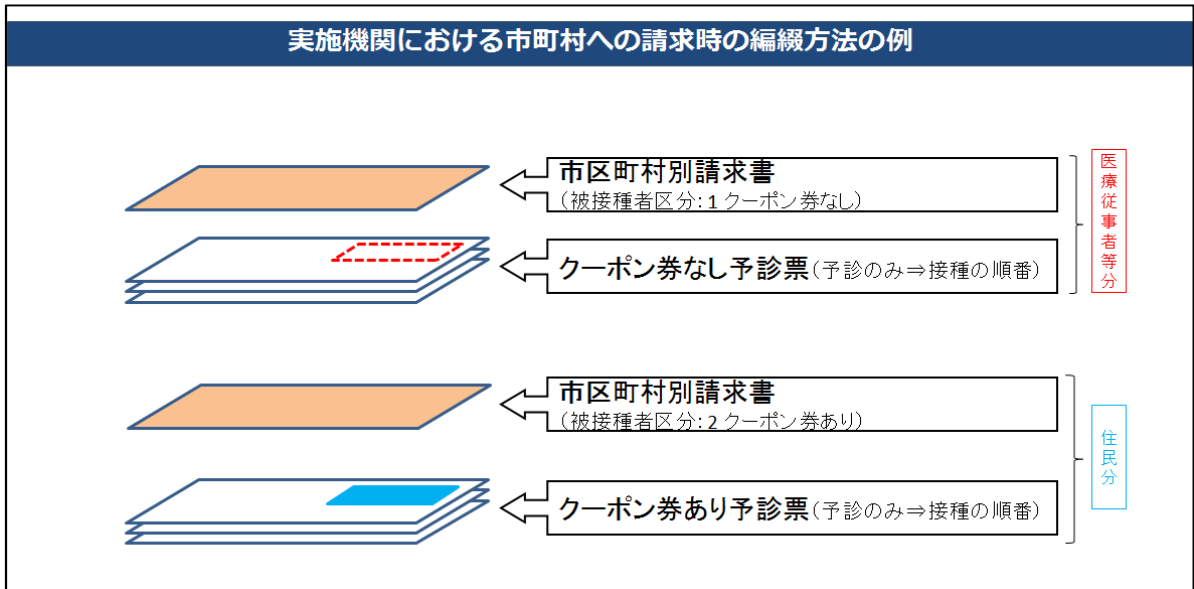 実施機関における市町村への請求時の編綴方法の例
市区町村別請求書
(被接種者区分:1 クーポン券なし)
クーポン券なし予診票(予診のみ⇒接種の順番)
医療従事者等分
市区町村別請求書
(被接種者区分:2 クーポン券あり)
クーポン券あり予診票(予診のみ⇒接種の順番)
住民分